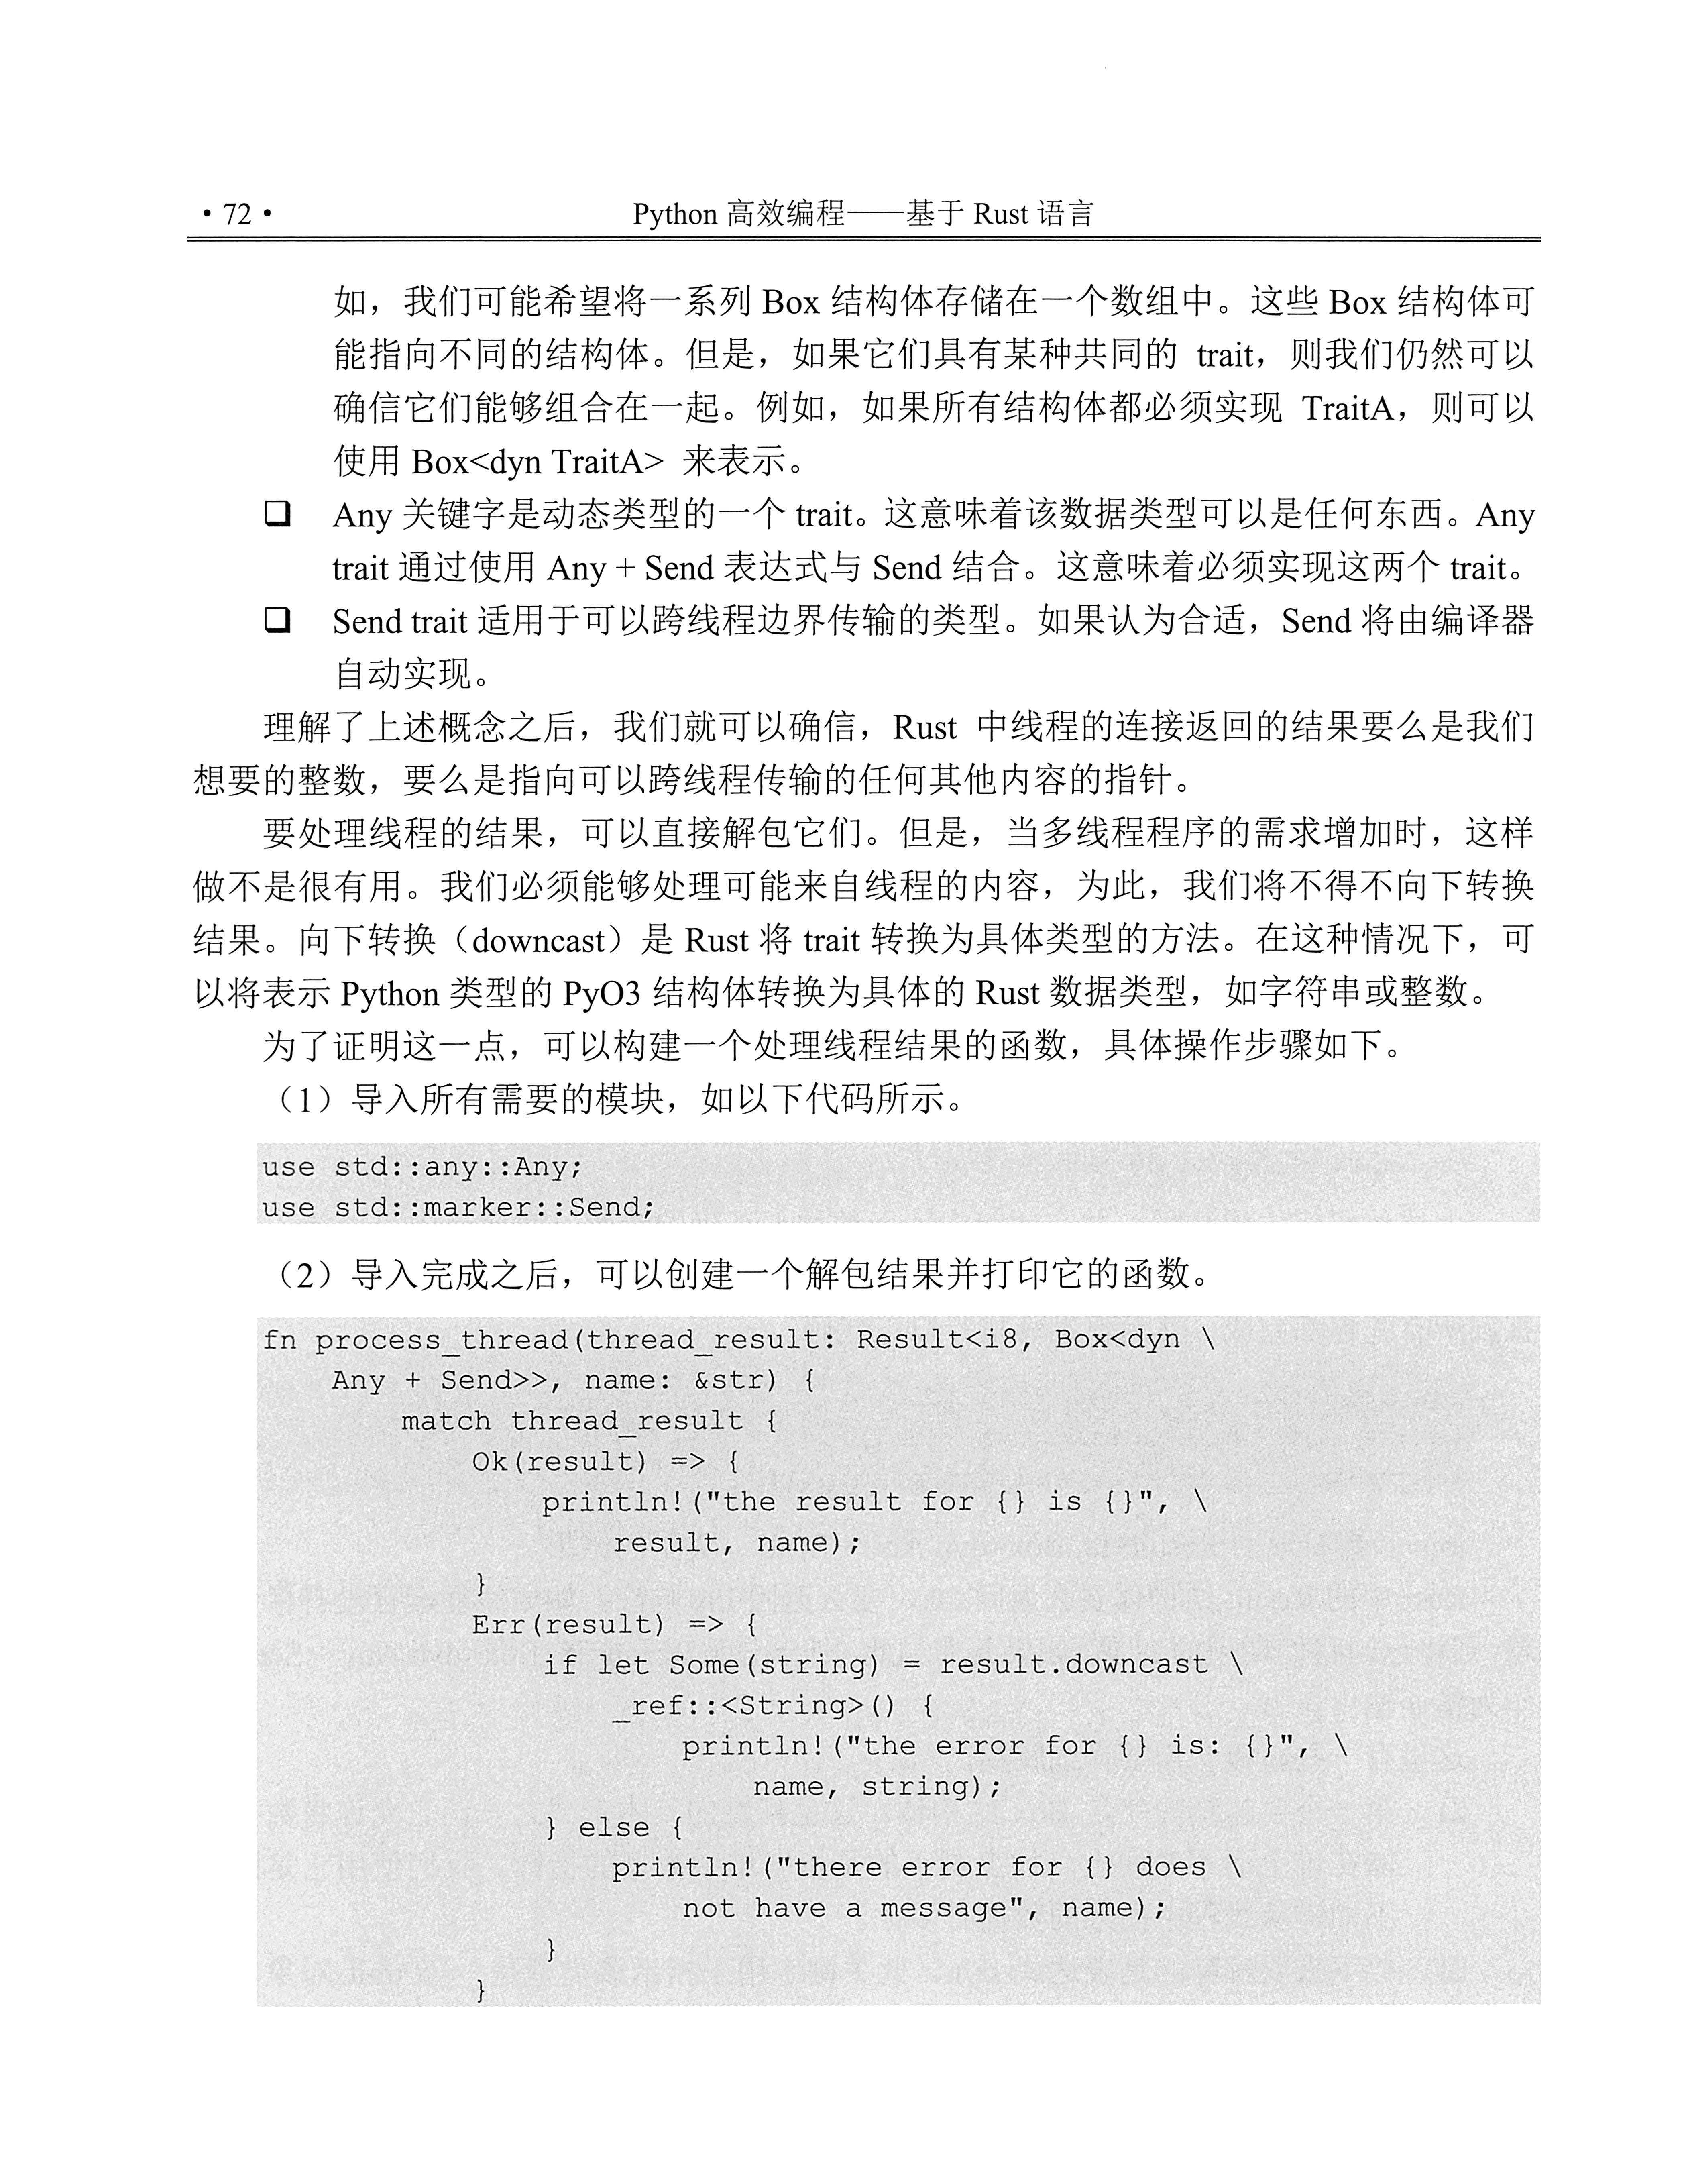 • 72 •
Python 高效编程——基于 Rust 语言
如，我们可能希望将一系列 Box 结构体存储在一个数组中。这些 Box 结构体可
能指向不同的结构体。但是，如果它们具有某种共同的 trait，则我们仍然可以
确信它们能够组合在一起。例如，如果所有结构体都必须实现 TraitA，则可以
使用 Box<dyn TraitA> 来表示。
❑ Any 关键字是动态类型的一个 trait。这意味着该数据类型可以是任何东西。Any
trait 通过使用 Any + Send 表达式与 Send 结合。这意味着必须实现这两个 trait。
❑ Send trait 适用于可以跨线程边界传输的类型。如果认为合适，Send 将由编译器
自动实现。
理解了上述概念之后，我们就可以确信，Rust 中线程的连接返回的结果要么是我们
想要的整数，要么是指向可以跨线程传输的任何其他内容的指针。
要处理线程的结果，可以直接解包它们。但是，当多线程程序的需求增加时，这样
做不是很有用。我们必须能够处理可能来自线程的内容，为此，我们将不得不向下转换
结果。向下转换（downcast）是 Rust 将 trait 转换为具体类型的方法。在这种情况下，可
以将表示 Python 类型的 PyO3 结构体转换为具体的 Rust 数据类型，如字符串或整数。
为了证明这一点，可以构建一个处理线程结果的函数，具体操作步骤如下。
（1）导入所有需要的模块，如以下代码所示。
use std::any::Any;
use std::marker::Send;
（2）导入完成之后，可以创建一个解包结果并打印它的函数。
fn process_thread(thread_result: Result<i8, Box<dyn \
    Any + Send>>, name: &str) {
        match thread_result {
            Ok(result) => {
                println!("the result for {} is {}", \
                    result, name);
            }
            Err(result) => {
                if let Some(string) = result.downcast \
                    _ref::<String>() {
                        println!("the error for {} is: {}", \
                            name, string);
                } else {
                    println!("there error for {} does \
                        not have a message", name);
                }
            }